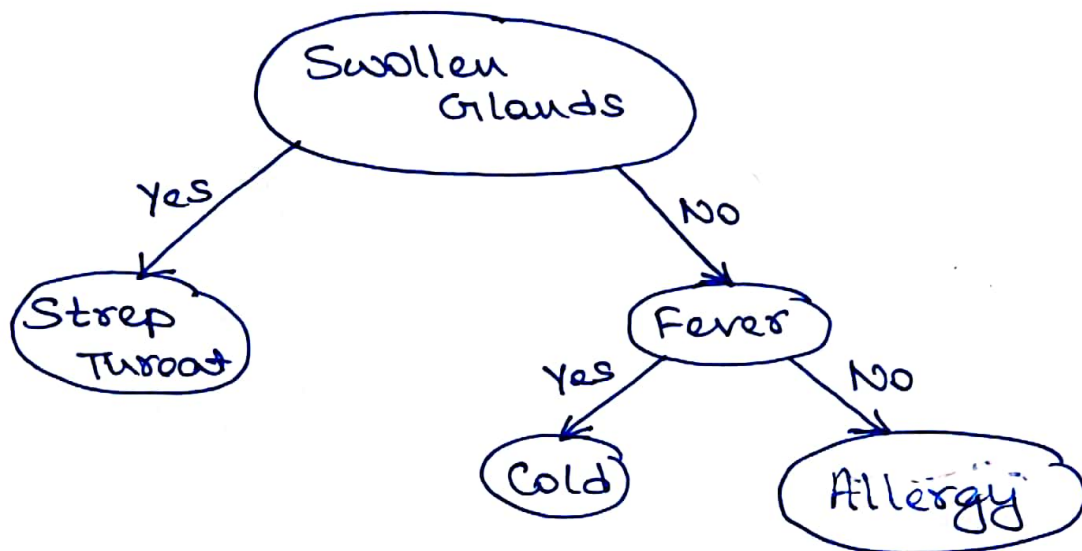 Swollen
Glands
Yes
No
Strep
Throat
Fever
Yes
No
Cold
Allergy